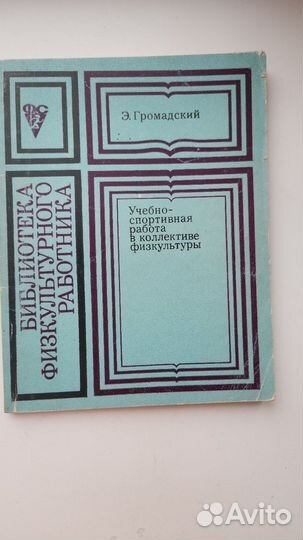 Э. Громадский
Учебно-
спортивная
работа
в коллективе
физкультуры
БИБЛИОТЕКА
ФИЗКУЛЬТУРНОГО
РАБОТНИКА
Avito